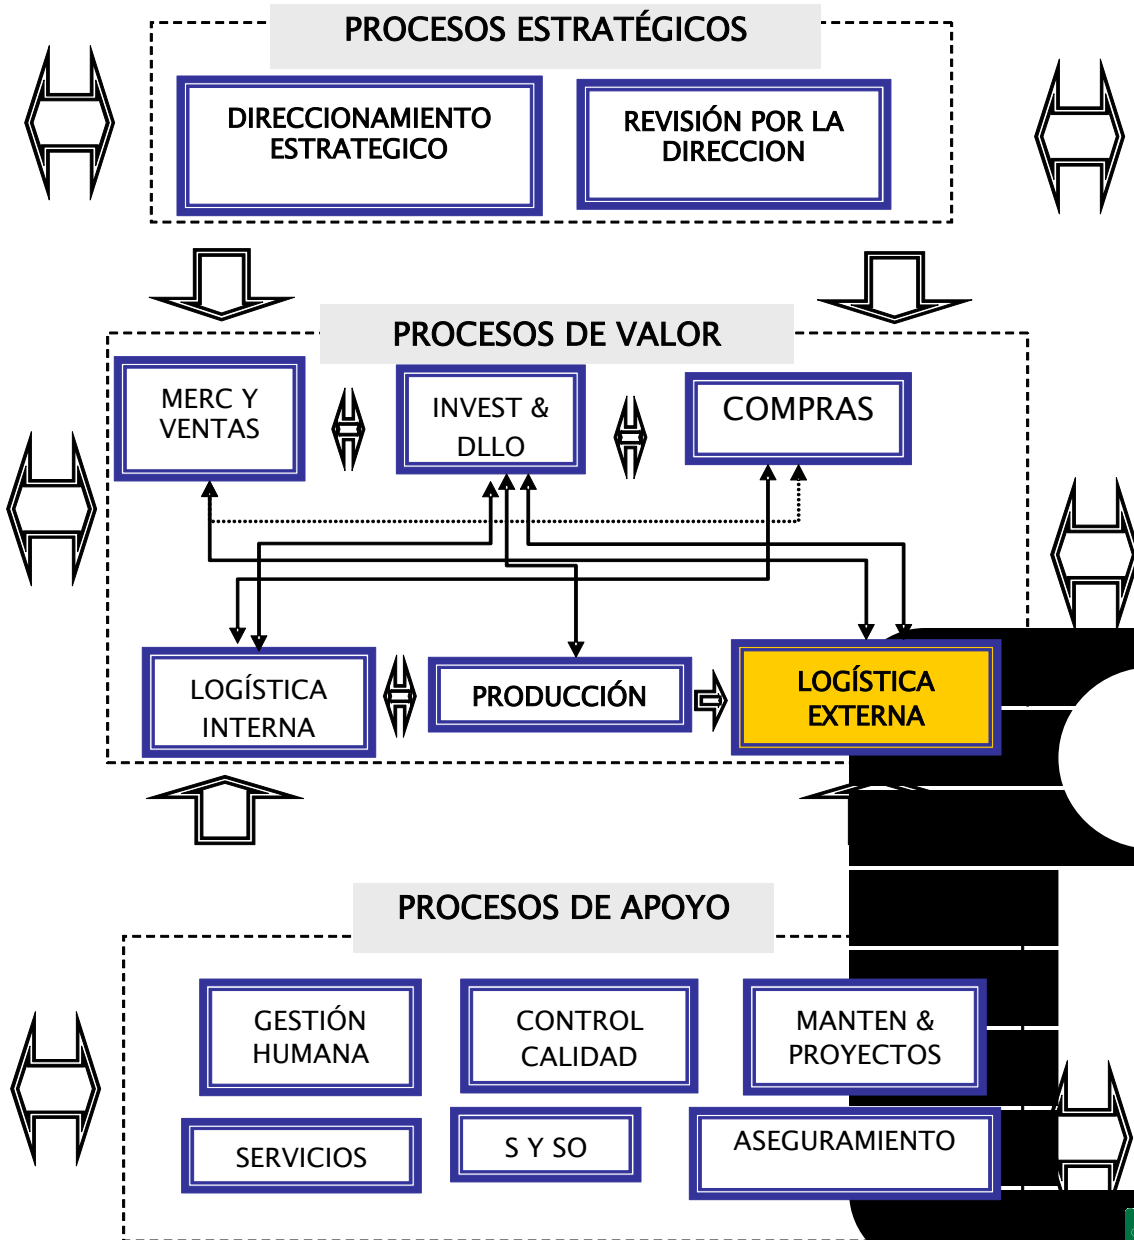 PROCESOS ESTRATÉGICOS
DIRECCIONAMIENTO
ESTRATEGICO
REVISIÓN POR LA
DIRECCION
PROCESOS DE VALOR
MERC Y
VENTAS
INVEST &
DLLO
COMPRAS
LOGÍSTICA
INTERNA
PRODUCCIÓN
LOGÍSTICA
EXTERNA
PROCESOS DE APOYO
GESTIÓN
HUMANA
CONTROL
CALIDAD
MANTEN &
PROYECTOS
SERVICIOS
S Y SO
ASEGURAMIENTO